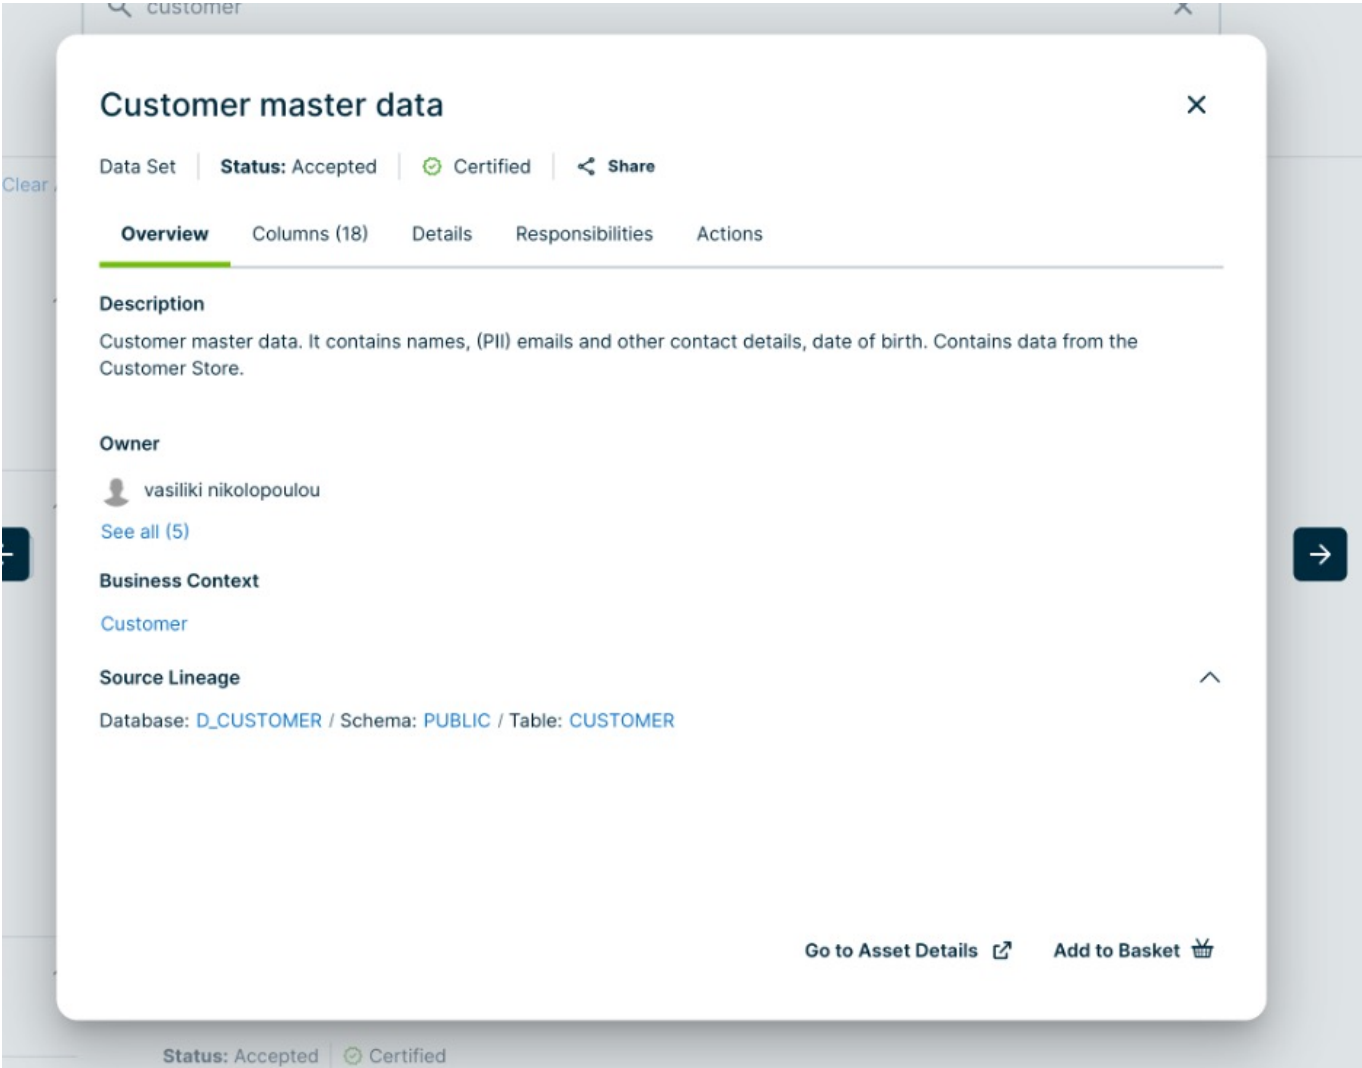 customer
Clear
Customer master data
Data Set
Status: Accepted
Certified
Share
Overview
Columns (18)
Details
Responsibilities
Actions
Description
Customer master data. It contains names, (PII) emails and other contact details, date of birth. Contains data from the
Customer Store.
Owner
vasiliki nikolopoulou
See all (5)
Business Context
Customer
Source Lineage
Database: D_CUSTOMER / Schema: PUBLIC / Table: CUSTOMER
Go to Asset Details
Add to Basket
Status: Accepted
Certified